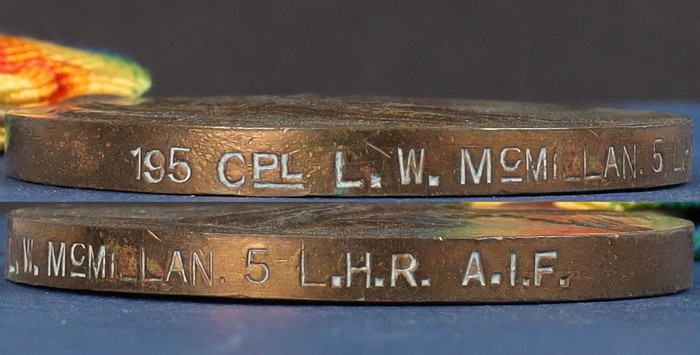 195 CPL L.W. McMILLAN. 5 L
L.W. McMILLAN. 5 L.H.R. A.I.F.